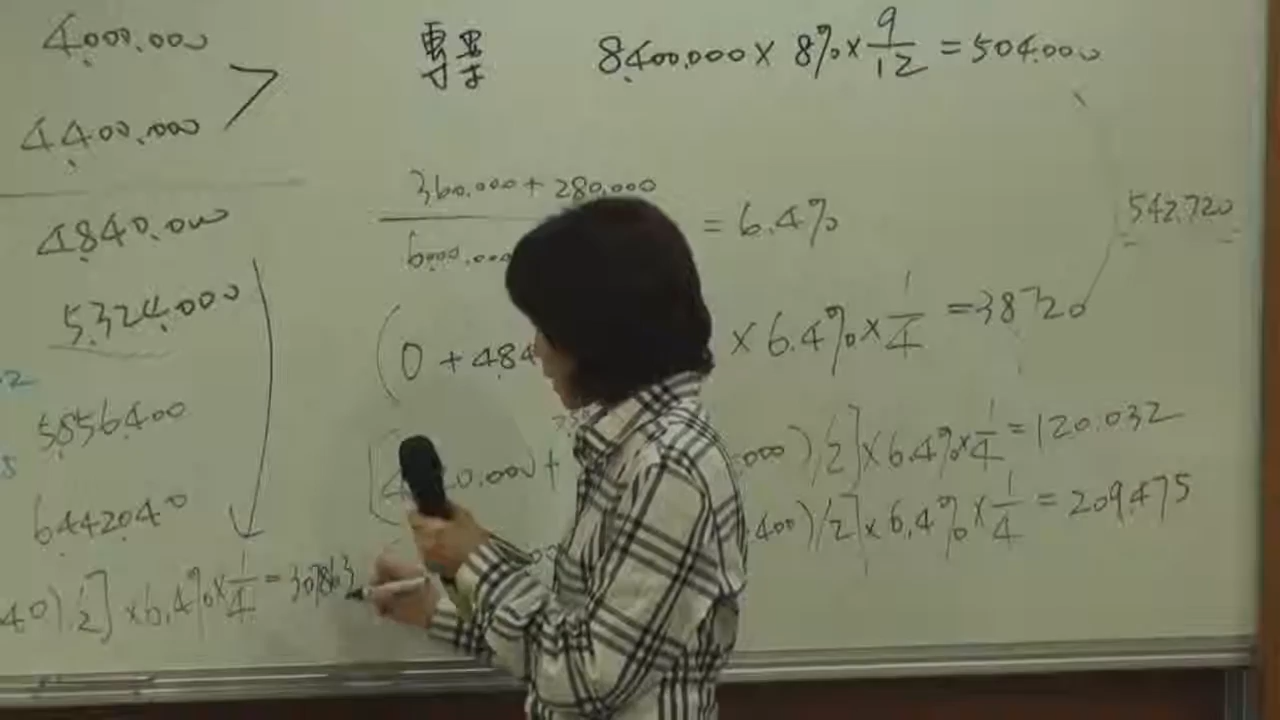 4,000,000
專案 8,400,000 × 8% × 9/12 = 504,000
4,400,000
360,000 + 280,000
4,840,000
= 6.4%
542,720
6,000,000
5,324,000
(0 + 484
× 6.4% × 1/4 = 38720
5,856,400
0,000 +
,000)/2] × 6.4% × 1/4 = 120,032
6,442,040
400)/2] × 6.4% × 1/4 = 209,475
40)/2] × 6.4% × 1/4 = 307863